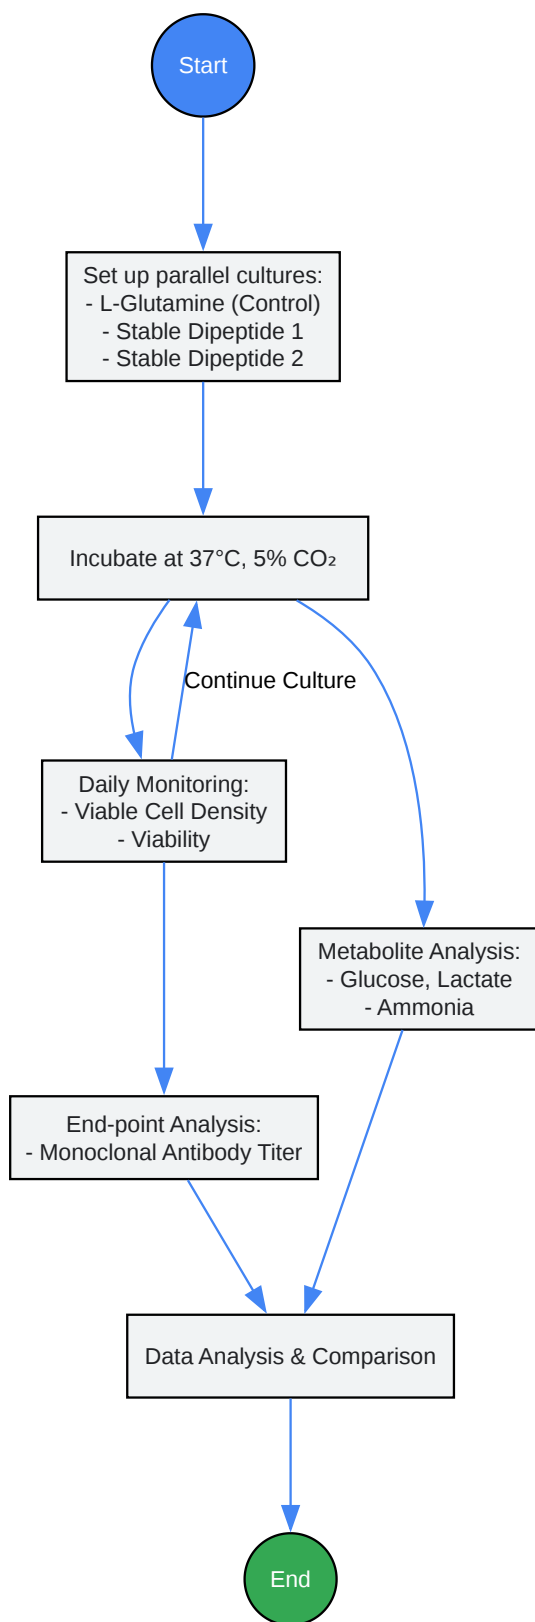 Start
Set up parallel cultures:
- L-Glutamine (Control)
- Stable Dipeptide 1
- Stable Dipeptide 2
Incubate at 37°C, 5% CO₂
Continue Culture
Daily Monitoring:
- Viable Cell Density
- Viability
Metabolite Analysis:
- Glucose, Lactate
- Ammonia
End-point Analysis:
- Monoclonal Antibody Titer
Data Analysis & Comparison
End